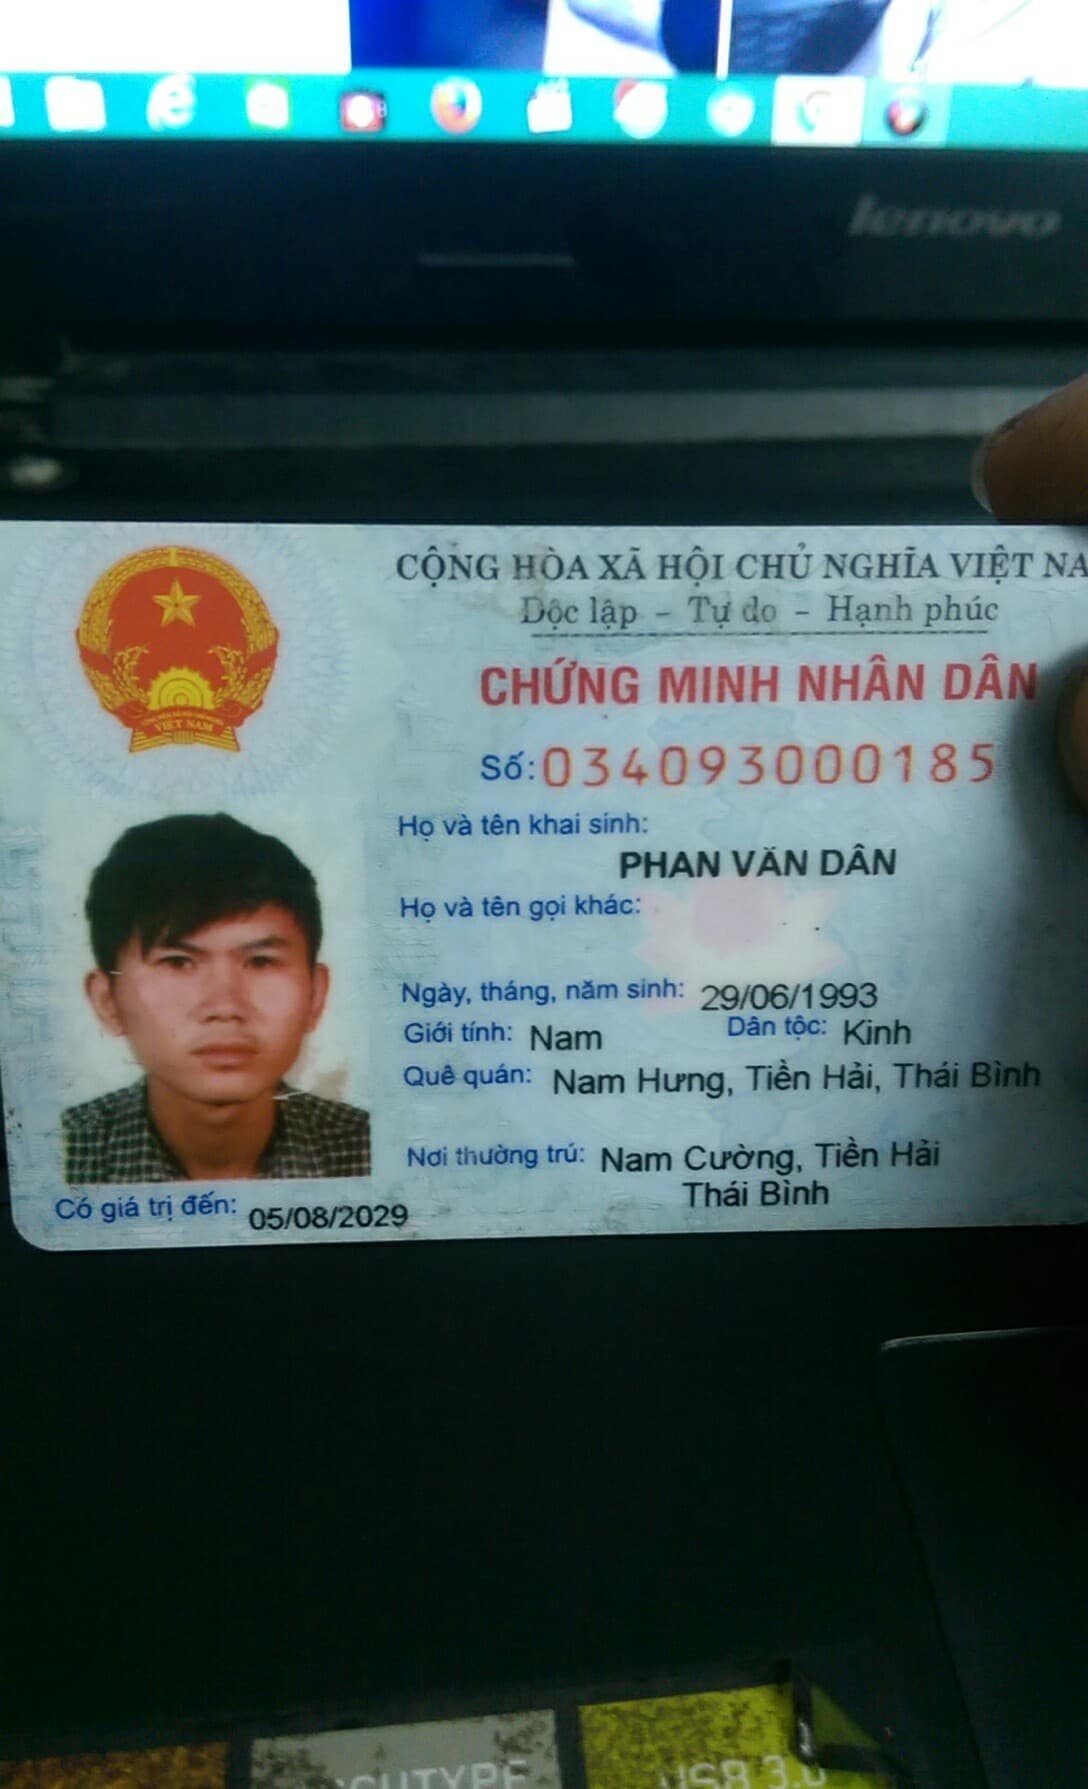 lenovo
CỘNG HÒA XÃ HỘI CHỦ NGHĨA VIỆT NA
Độc lập - Tự do - Hạnh phúc
CHỨNG MINH NHÂN DÂN
Số: 034093000185
Họ và tên khai sinh:
PHAN VĂN DÂN
Họ và tên gọi khác:
Ngày, tháng, năm sinh: 29/06/1993
Giới tính: Nam Dân tộc: Kinh
Quê quán: Nam Hưng, Tiền Hải, Thái Bình
Nơi thường trú: Nam Cường, Tiền Hải
Thái Bình
Có giá trị đến: 05/08/2029
VIỆT NAM
USB 3.0